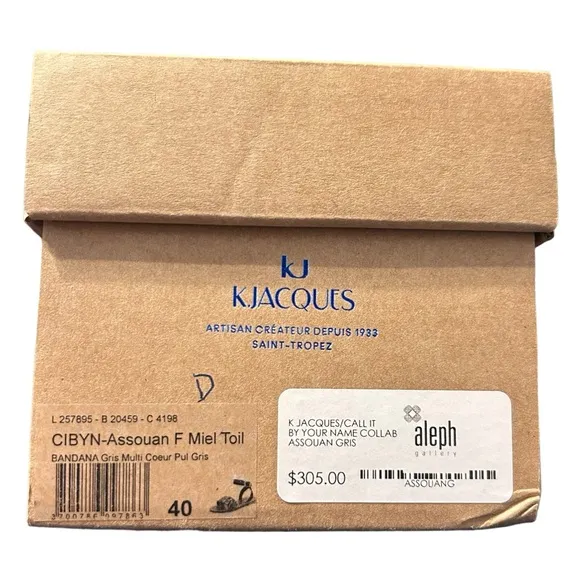 KJ
K.JACQUES
ARTISAN CRÉATEUR DEPUIS 1933
SAINT-TROPEZ
D
L 257895 - B 20459 - C 4198
CIBYN-Assouan F Miel Toil
BANDANA Gris Multi Coeur Pul Gris
40
K JACQUES/CALL IT
BY YOUR NAME COLLAB
ASSOUAN GRIS
aleph
gallery
$305.00
ASSOUANG